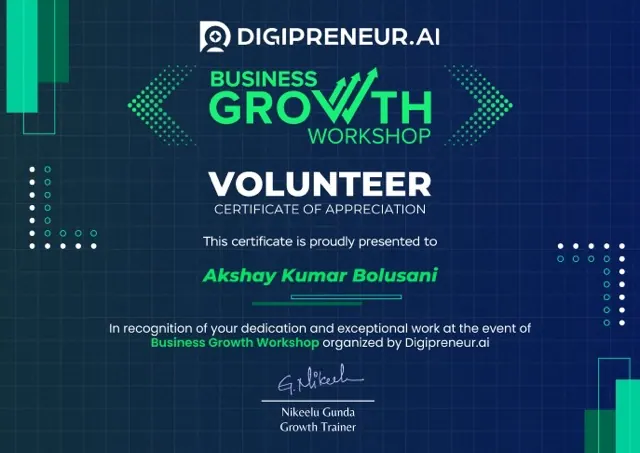 DIGIPRENEUR.AI
BUSINESS
GROWTH
WORKSHOP
VOLUNTEER
CERTIFICATE OF APPRECIATION
This certificate is proudly presented to
Akshay Kumar Bolusani
In recognition of your dedication and exceptional work at the event of
Business Growth Workshop organized by Digipreneur.ai
G. Nikeelu
Nikeelu Gunda
Growth Trainer